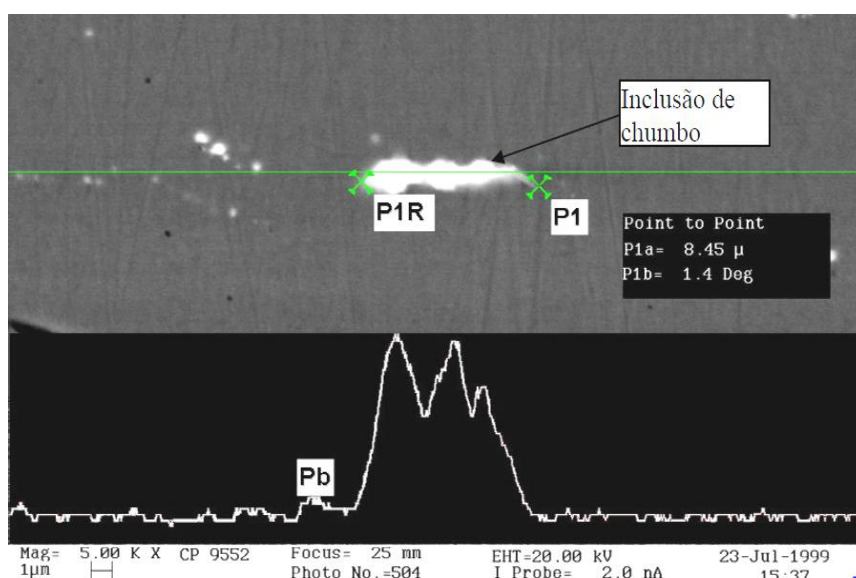 Inclusão de
chumbo
P1R
P1
Point to Point
P1a= 8.45 µ
P1b= 1.4 Deg
Pb
Mag= 5.00 K X CP 9552 Focus= 25 mm EHT=20.00 kV 23-Jul-1999
1µm Photo No.=504 I Probe= 2.0 nA 15:37